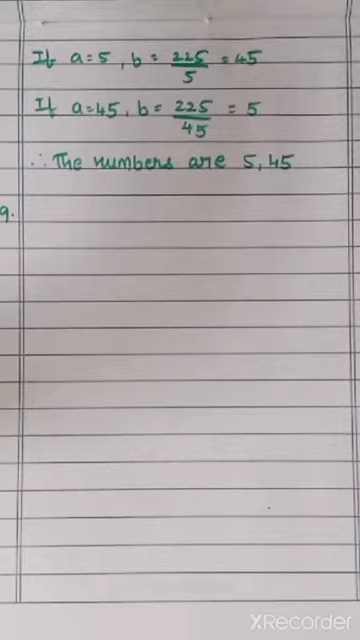 If a=5, b = 225/5 = 45
If a=45, b = 225/45 = 5
∴ The numbers are 5, 45
9.
XRecorder